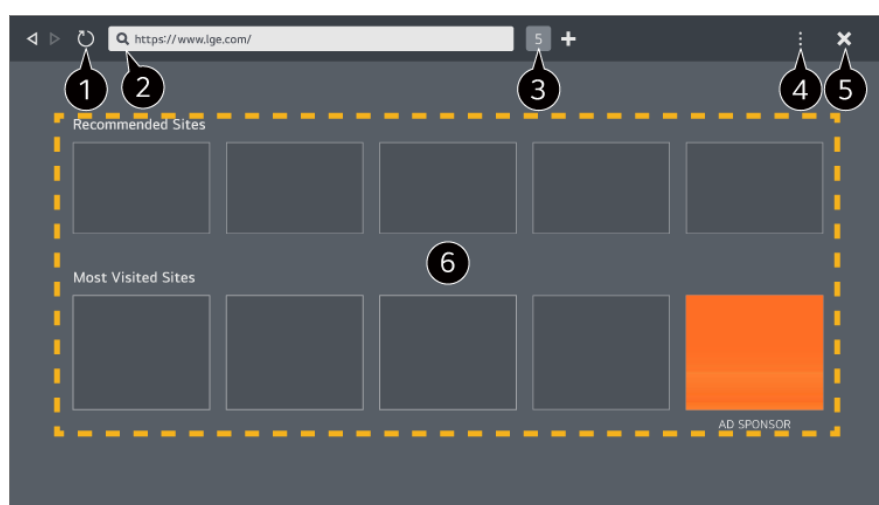 https://www.lge.com/ 5
1 2 3 4 5
Recommended Sites
6
Most Visited Sites
AD SPONSOR